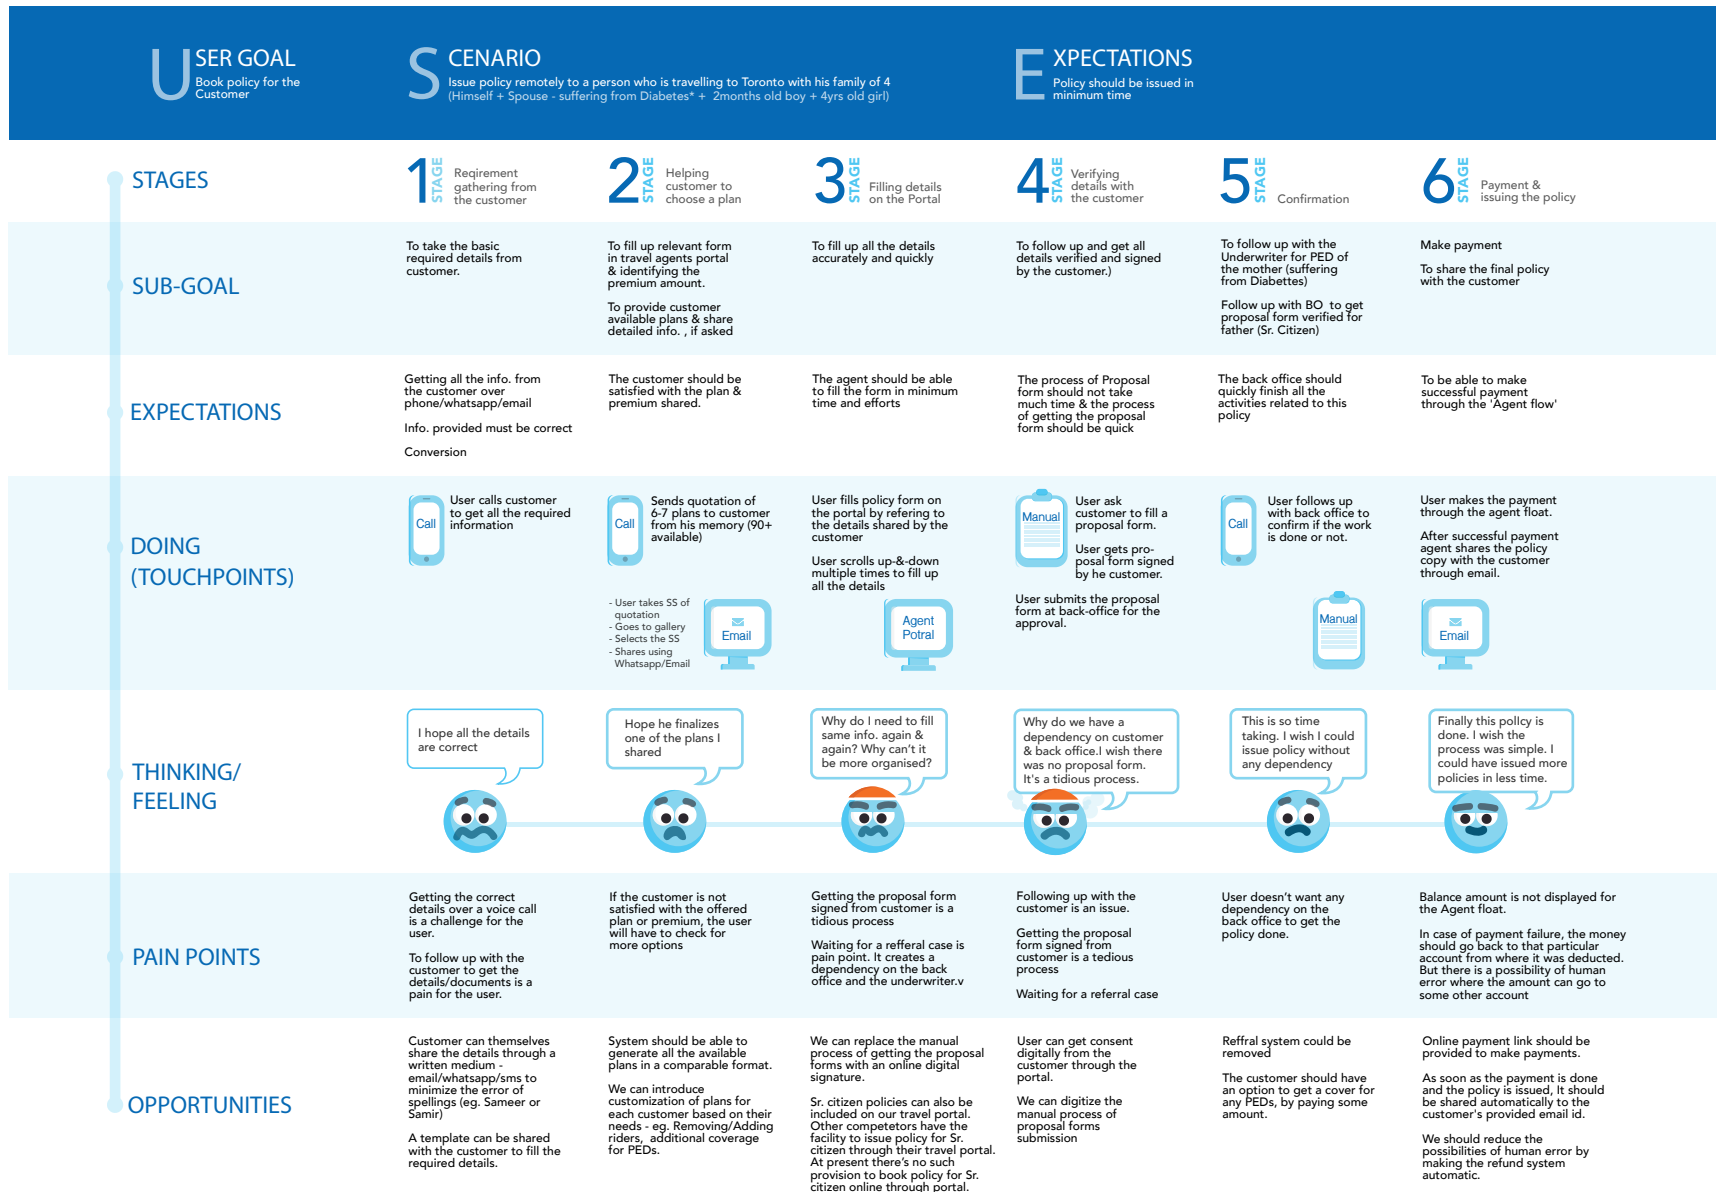 USER GOAL
Book policy for the
Customer
SCENARIO
Issue policy remotely to a person who is travelling to Toronto with his family of 4
(Himself + Spouse - suffering from Diabetes* + 2months old boy + 4yrs old girl)
EXPECTATIONS
Policy should be issued in
minimum time
STAGES
1 STAGE
Reqirement
gathering from
the customer
2 STAGE
Helping
customer to
choose a plan
3 STAGE
Filling details
on the Portal
4 STAGE
Verifying
details with
the customer
5 STAGE
Confirmation
6 STAGE
Payment &
issuing the policy
SUB-GOAL
To take the basic
required details from
customer.
To fill up relevant form
in travel agents portal
& identifying the
premium amount.
To provide customer
available plans & share
detailed info. , if asked
To fill up all the details
accurately and quickly
To follow up and get all
details verified and signed
by the customer.)
To follow up with the
Underwriter for PED of
the mother (suffering
from Diabettes)
Follow up with BO to get
proposal form verified for
father (Sr. Citizen)
Make payment
To share the final policy
with the customer
EXPECTATIONS
Getting all the info. from
the customer over
phone/whatsapp/email
Info. provided must be correct
Conversion
The customer should be
satisfied with the plan &
premium shared.
The agent should be able
to fill the form in minimum
time and efforts
The process of Proposal
form should not take
much time & the process
of getting the proposal
form should be quick
The back office should
quickly finish all the
activities related to this
policy
To be able to make
successful payment
through the 'Agent flow'
DOING
(TOUCHPOINTS)
Call
User calls customer
to get all the required
information
Call
Sends quotation of
6-7 plans to customer
from his memory (90+
available)
- User takes SS of
quotation
- Goes to gallery
- Selects the SS
- Shares using
Whatsapp/Email
Email
User fills policy form on
the portal by refering to
the details shared by the
customer
User scrolls up-&-down
multiple times to fill up
all the details
Agent
Potral
Manual
User ask
customer to fill a
proposal form.
User gets pro-
posal form signed
by he customer.
User submits the proposal
form at back-office for the
approval.
Call
User follows up
with back office to
confirm if the work
is done or not.
Manual
User makes the payment
through the agent float.
After successful payment
agent shares the policy
copy with the customer
through email.
Email
THINKING/
FEELING
I hope all the details
are correct
Hope he finalizes
one of the plans I
shared
Why do I need to fill
same info. again &
again? Why can't it
be more organised?
Why do we have a
dependency on customer
& back office.I wish there
was no proposal form.
It's a tidious process.
This is so time
taking. I wish I could
issue policy without
any dependency
Finally this policy is
done. I wish the
process was simple. I
could have issued more
policies in less time.
PAIN POINTS
Getting the correct
details over a voice call
is a challenge for the
user.
To follow up with the
customer to get the
details/documents is a
pain for the user.
If the customer is not
satisfied with the offered
plan or premium, the user
will have to check for
more options
Getting the proposal form
signed from customer is a
tidious process
Waiting for a refferal case is
pain point. It creates a
dependency on the back
office and the underwriter.v
Following up with the
customer is an issue.
Getting the proposal
form signed from
customer is a tedious
process
Waiting for a referral case
User doesn't want any
dependency on the
back office to get the
policy done.
Balance amount is not displayed for
the Agent float.
In case of payment failure, the money
should go back to that particular
account from where it was deducted.
But there is a possibility of human
error where the amount can go to
some other account
OPPORTUNITIES
Customer can themselves
share the details through a
written medium -
email/whatsapp/sms to
minimize the error of
spellings (eg. Sameer or
Samir)
A template can be shared
with the customer to fill the
required details.
System should be able to
generate all the available
plans in a comparable format.
We can introduce
customization of plans for
each customer based on their
needs - eg. Removing/Adding
riders, additional coverage
for PEDs.
We can replace the manual
process of getting the proposal
forms with an online digital
signature.
Sr. citizen policies can also be
included on our travel portal.
Other competetors have the
facility to issue policy for Sr.
citizen through their travel portal.
At present there's no such
provision to book policy for Sr.
citizen online through portal.
User can get consent
digitally from the
customer through the
portal.
We can digitize the
manual process of
proposal forms
submission
Reffral system could be
removed
The customer should have
an option to get a cover for
any PEDs, by paying some
amount.
Online payment link should be
provided to make payments.
As soon as the payment is done
and the policy is issued, It should
be shared automatically to the
customer's provided email id.
We should reduce the
possibilities of human error by
making the refund system
automatic.